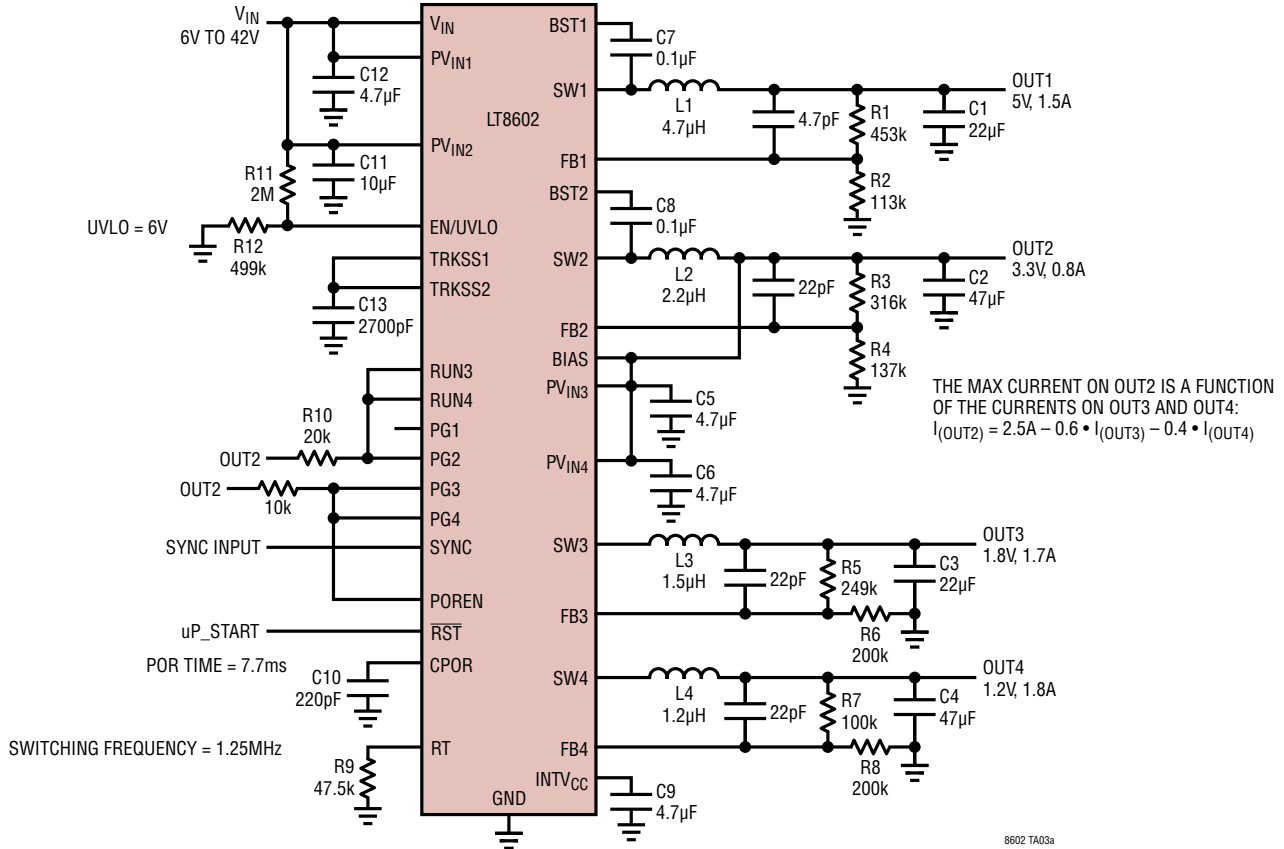 V_IN
6V TO 42V
C12
4.7µF
C11
10µF
R11
2M
UVLO = 6V
R12
499k
C13
2700pF
R10
20k
OUT2
OUT2
10k
SYNC INPUT
uP_START
POR TIME = 7.7ms
C10
220pF
SWITCHING FREQUENCY = 1.25MHz
R9
47.5k
LT8602
V_IN
PV_IN1
PV_IN2
EN/UVLO
TRKSS1
TRKSS2
RUN3
RUN4
PG1
PG2
PG3
PG4
SYNC
POREN
RST
CPOR
RT
GND
BST1
SW1
FB1
BST2
SW2
FB2
BIAS
PV_IN3
PV_IN4
SW3
FB3
SW4
FB4
INTV_CC
C7
0.1µF
L1
4.7µH
4.7pF
R1
453k
C1
22µF
OUT1
5V, 1.5A
R2
113k
C8
0.1µF
L2
2.2µH
22pF
R3
316k
C2
47µF
OUT2
3.3V, 0.8A
R4
137k
C5
4.7µF
C6
4.7µF
THE MAX CURRENT ON OUT2 IS A FUNCTION
OF THE CURRENTS ON OUT3 AND OUT4:
I(OUT2) = 2.5A – 0.6 • I(OUT3) – 0.4 • I(OUT4)
L3
1.5µH
22pF
R5
249k
C3
22µF
OUT3
1.8V, 1.7A
R6
200k
L4
1.2µH
22pF
R7
100k
C4
47µF
OUT4
1.2V, 1.8A
R8
200k
C9
4.7µF
8602 TA03a